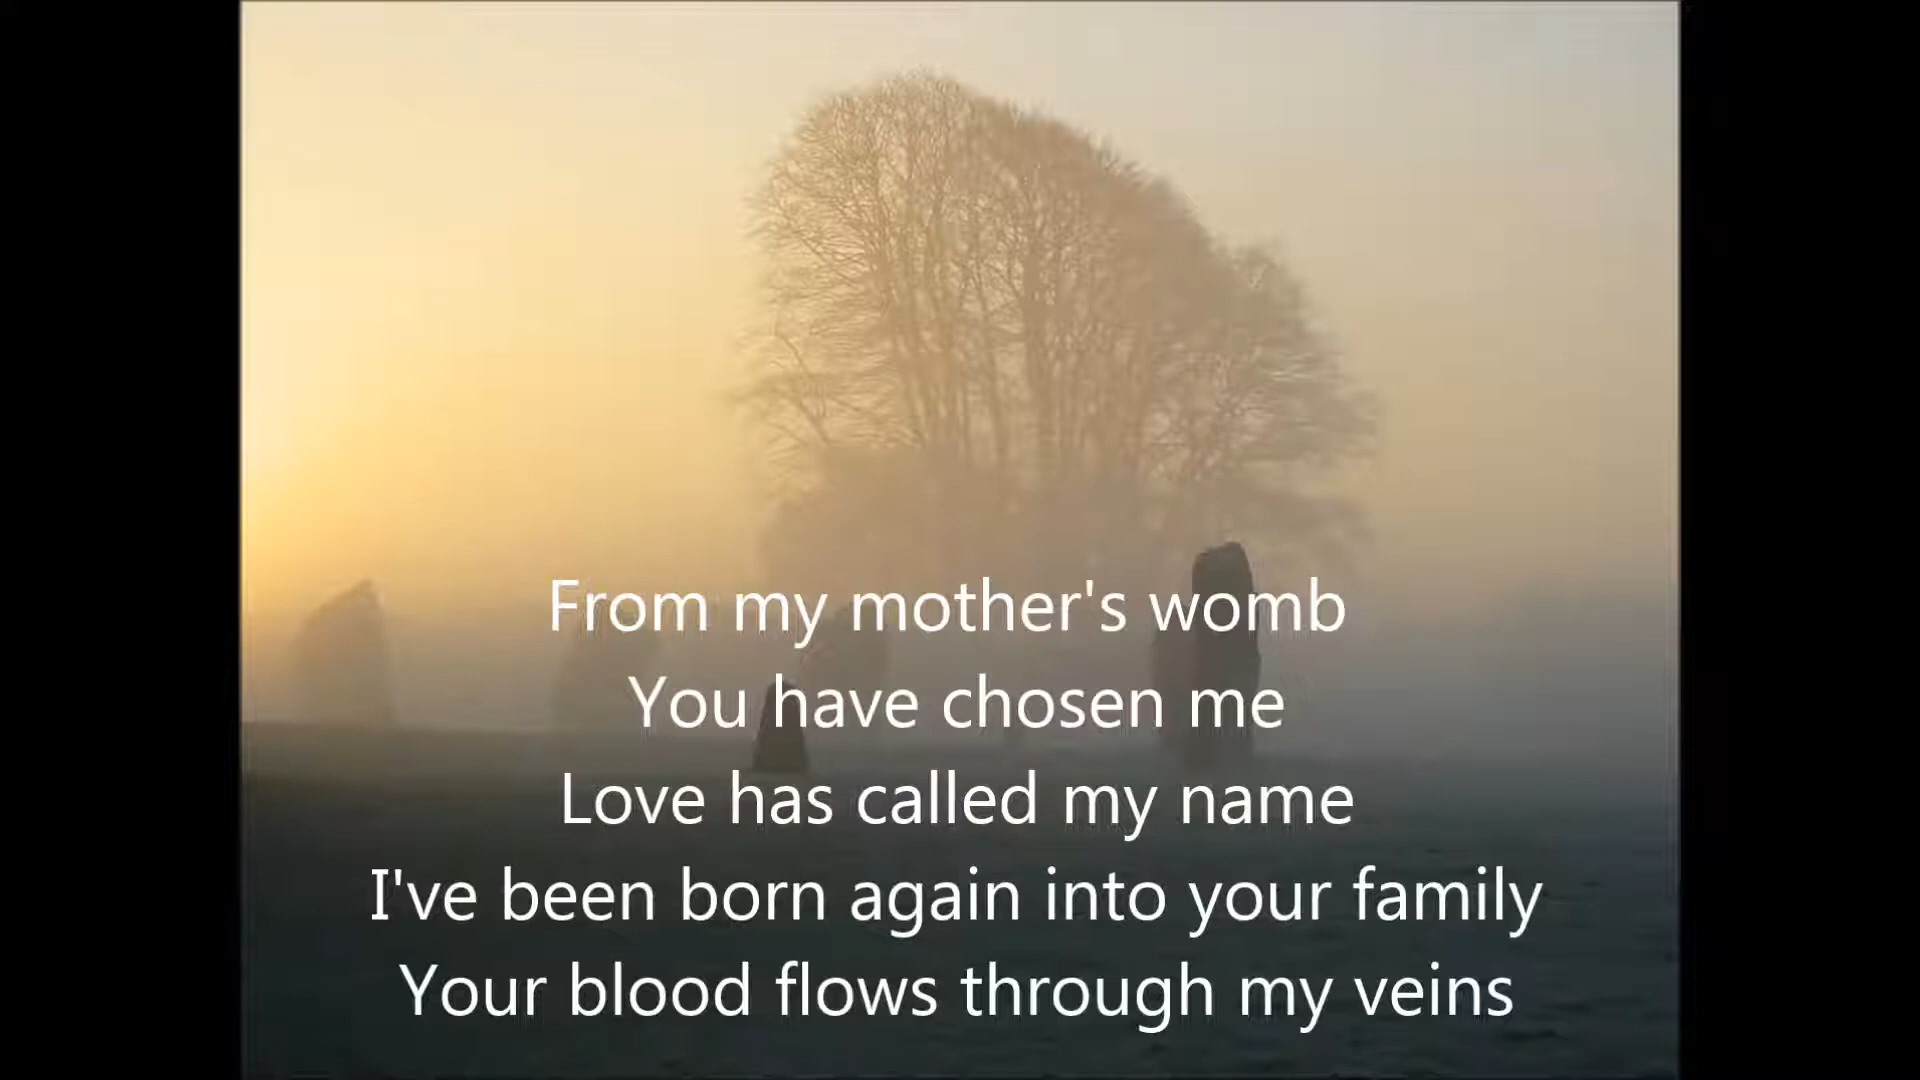 From my mother's womb
You have chosen me
Love has called my name
I've been born again into your family
Your blood flows through my veins